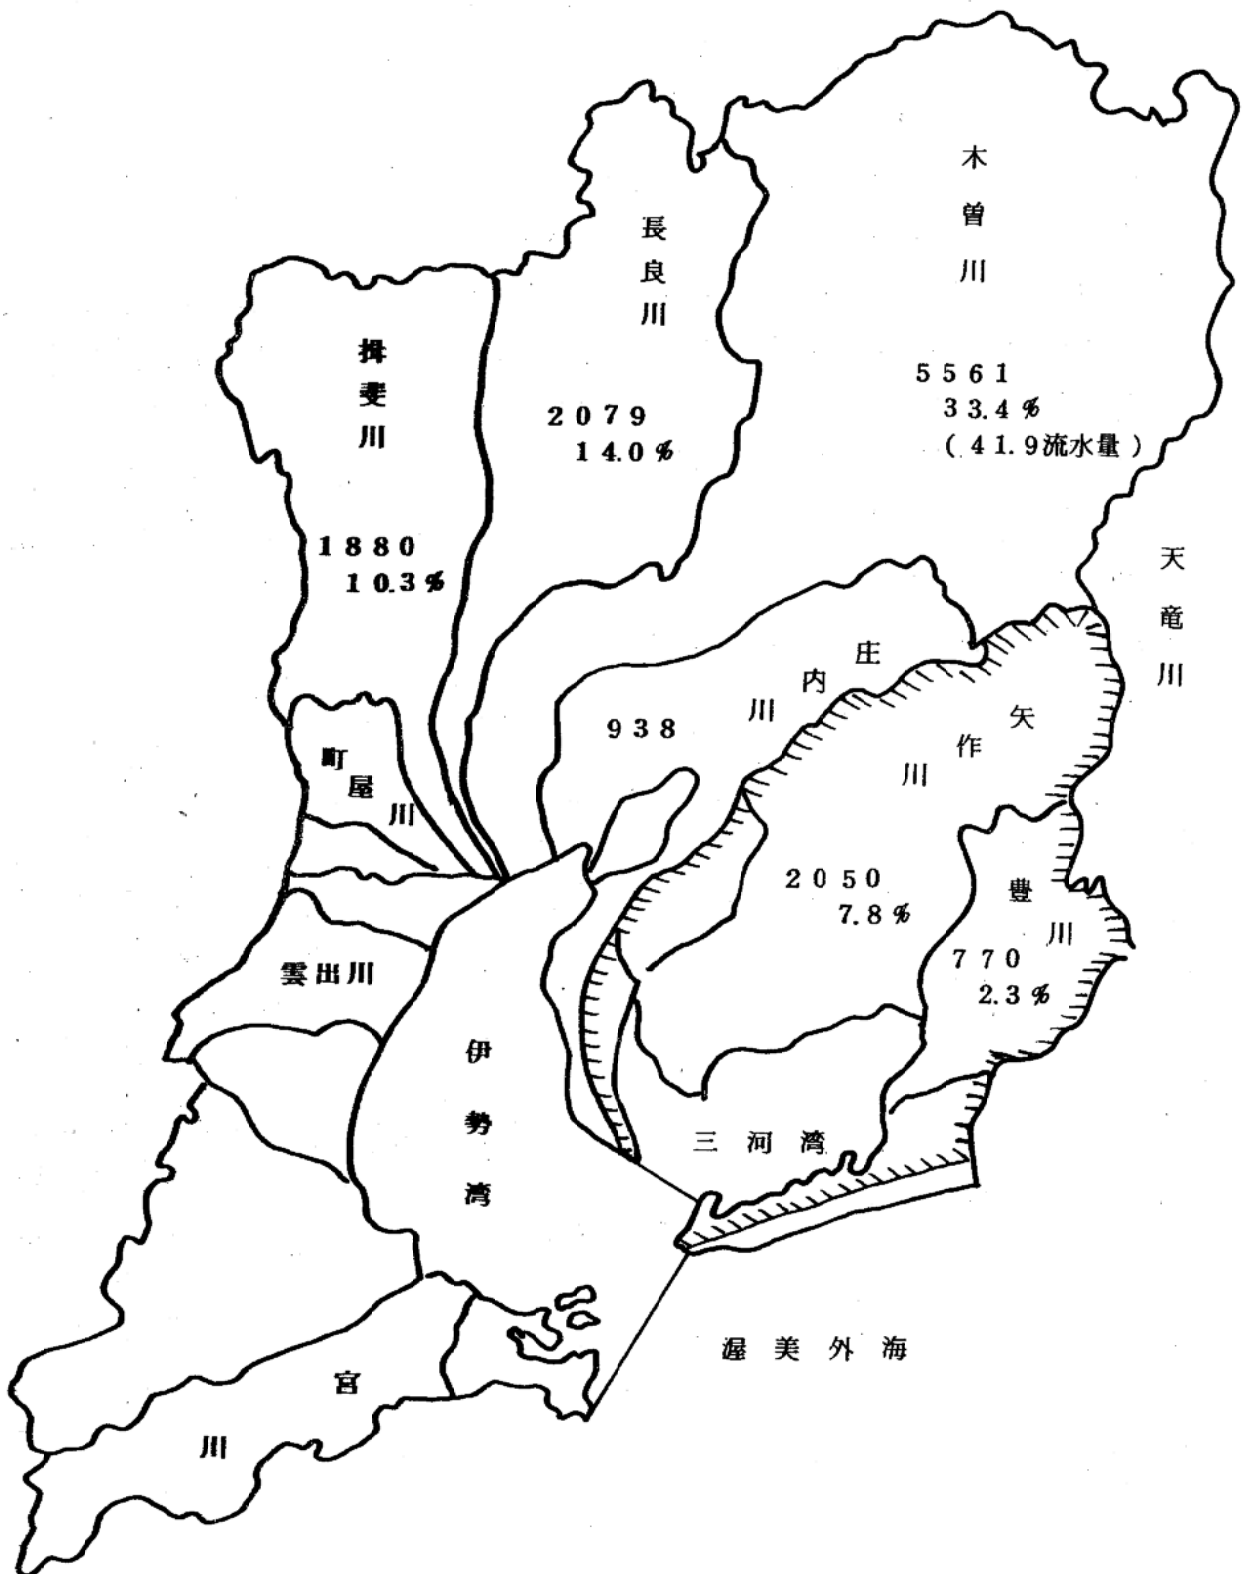 木曽川
5561
33.4%
(41.9流水量)
長良川
2079
14.0%
揖斐川
1880
10.3%
天竜川
庄内川
938
矢作川
2050
7.8%
町屋川
豊川
770
2.3%
雲出川
伊勢湾
三河湾
渥美外海
宮川